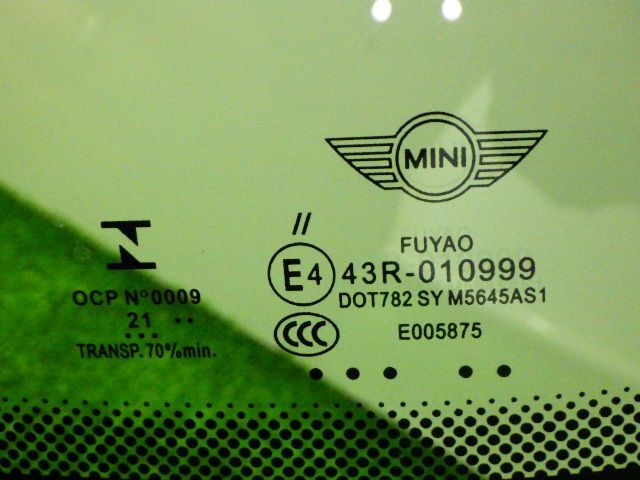 MINI
//
FUYAO
E4 43R-010999
DOT782 SY M5645AS1
CCC E005875
OCP N°0009
21
TRANSP. 70%min.